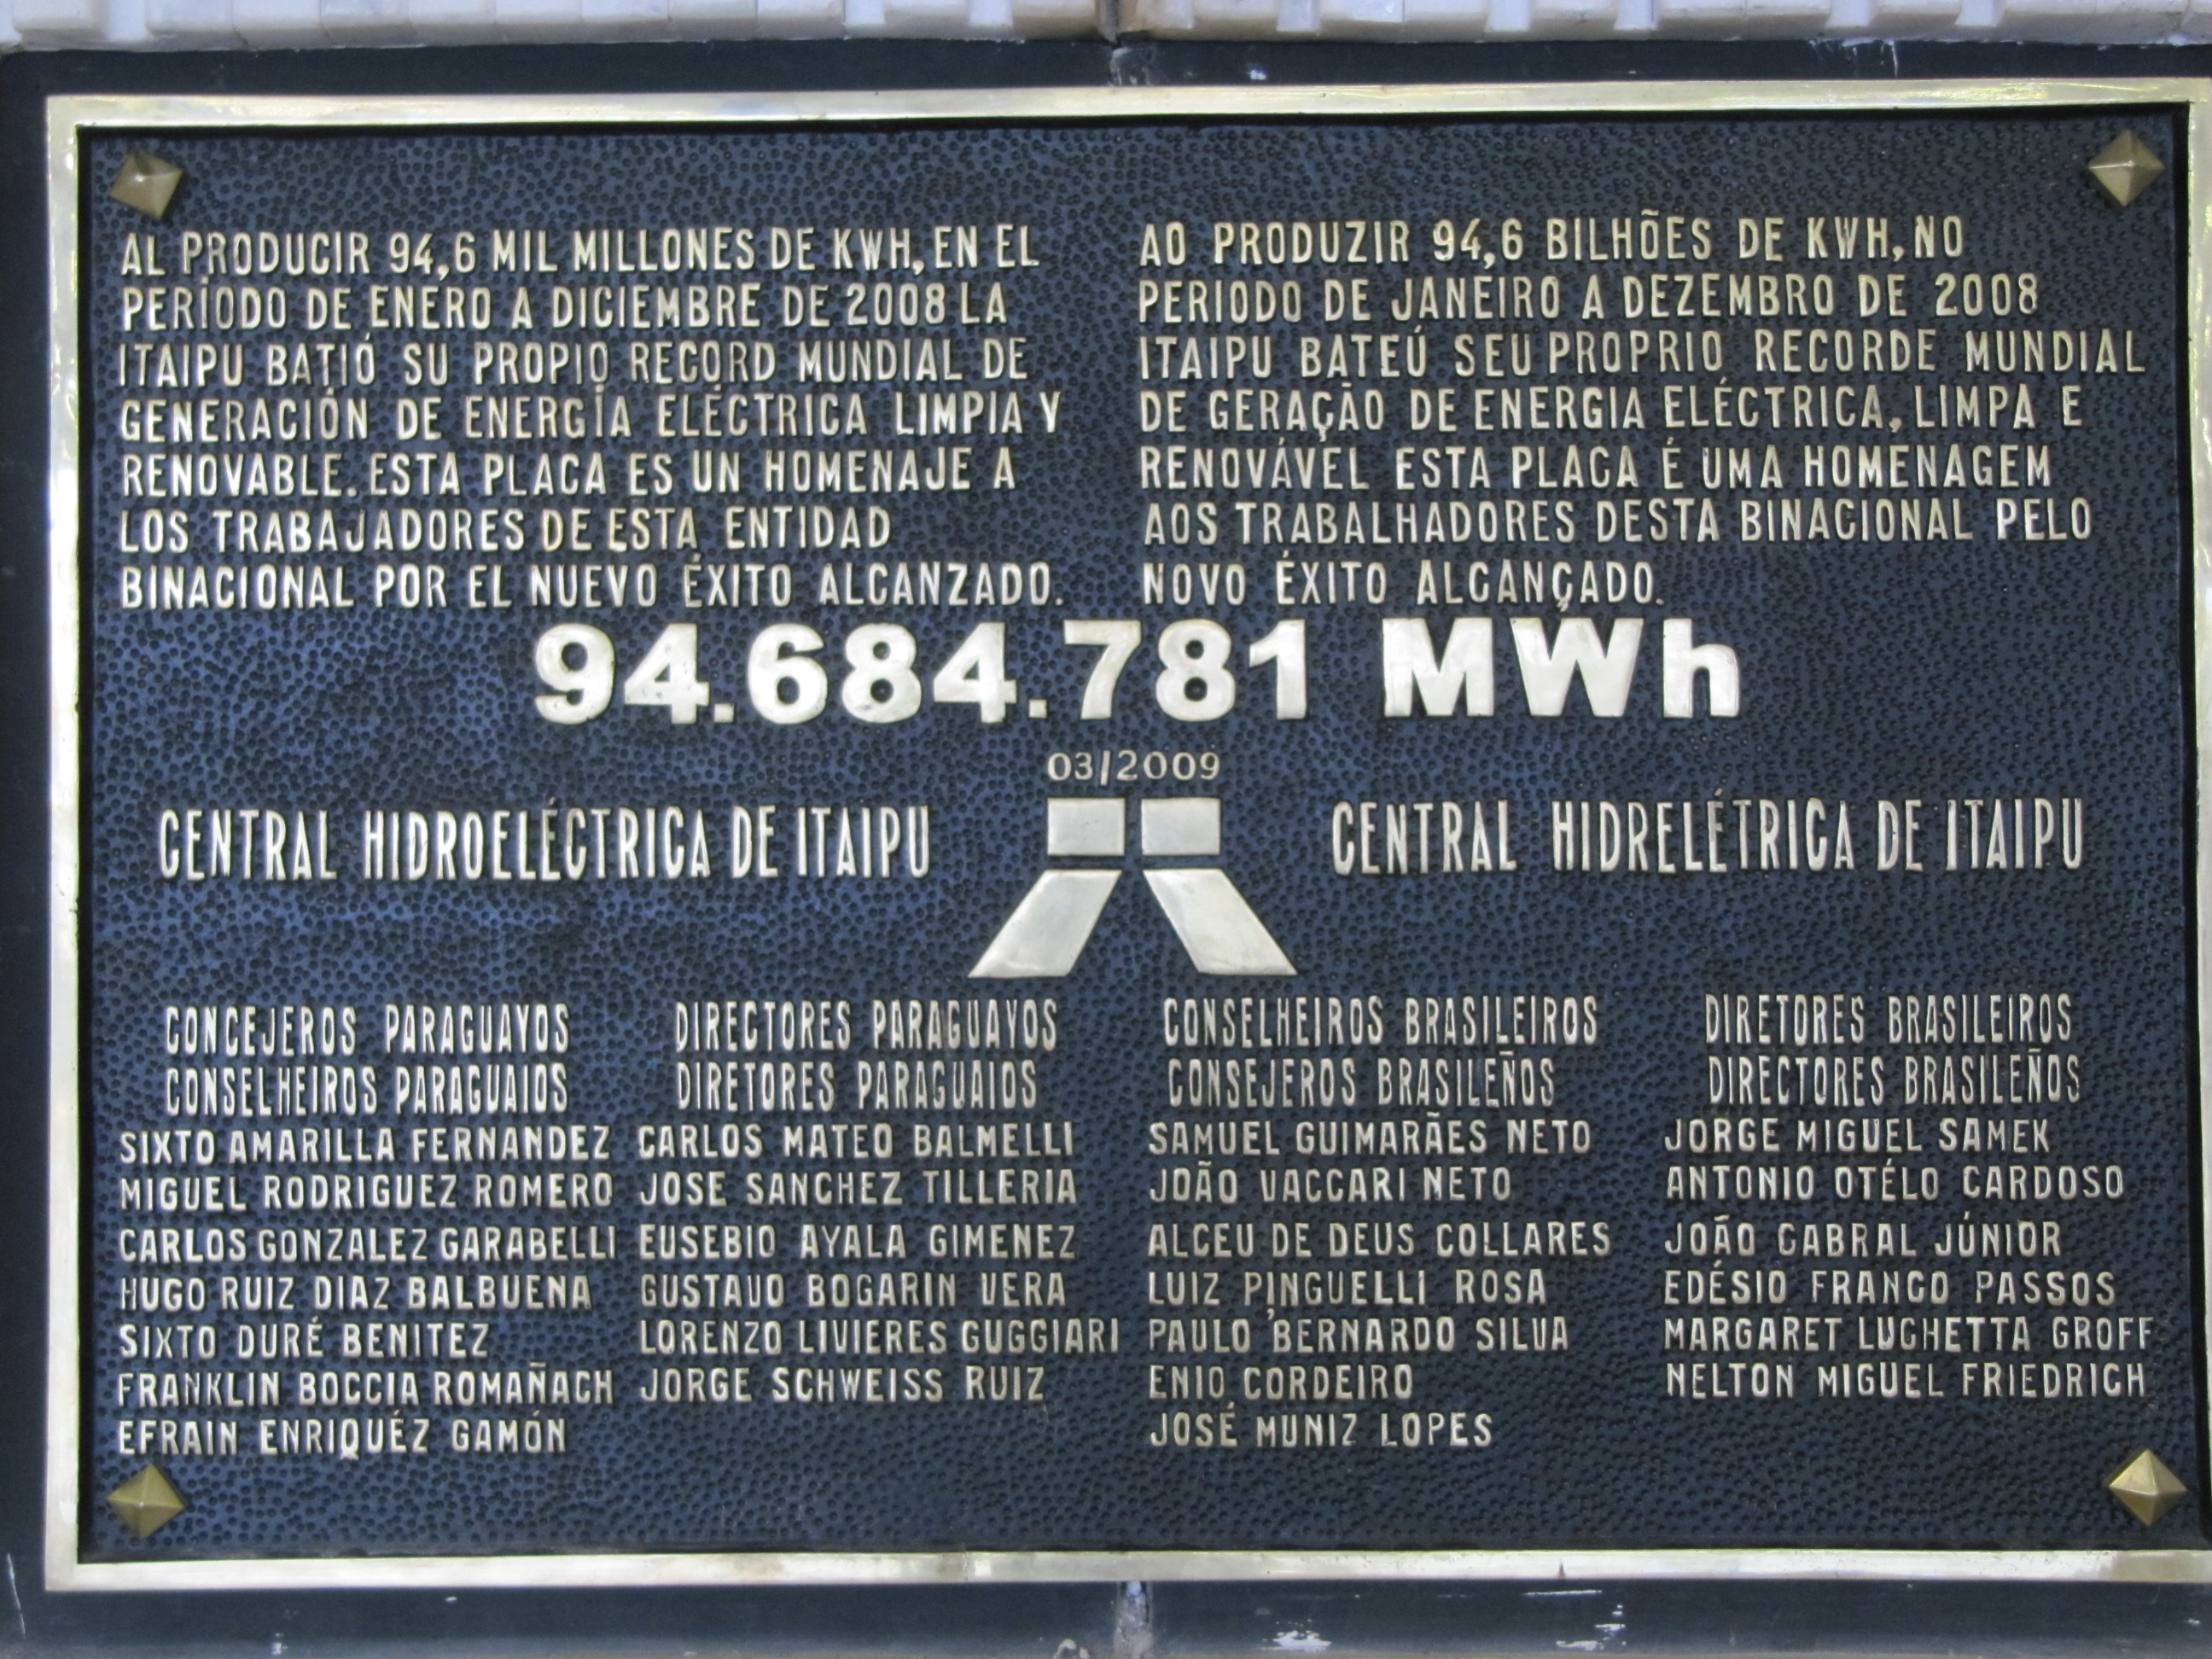 AL PRODUCIR 94,6 MIL MILLONES DE KWH, EN EL
PERÍODO DE ENERO A DICIEMBRE DE 2008 LA
ITAIPU BATIÓ SU PROPIO RECORD MUNDIAL DE
GENERACIÓN DE ENERGÍA ELÉCTRICA LIMPIA Y
RENOVABLE. ESTA PLACA ES UN HOMENAJE A
LOS TRABAJADORES DE ESTA ENTIDAD
BINACIONAL POR EL NUEVO ÉXITO ALCANZADO.
AO PRODUZIR 94,6 BILHÕES DE KWH, NO
PERIODO DE JANEIRO A DEZEMBRO DE 2008
ITAIPU BATEÚ SEU PROPRIO RECORDE MUNDIAL
DE GERAÇÃO DE ENERGIA ELÉCTRICA, LIMPA E
RENOVÁVEL ESTA PLACA É UMA HOMENAGEM
AOS TRABALHADORES DESTA BINACIONAL PELO
NOVO ÉXITO ALCANÇADO.
94.684.781 MWh
03/2009
CENTRAL HIDROELÉCTRICA DE ITAIPU
CENTRAL HIDRELÉTRICA DE ITAIPU
CONCEJEROS PARAGUAYOS
CONSELHEIROS PARAGUAIOS
SIXTO AMARILLA FERNANDEZ
MIGUEL RODRIGUEZ ROMERO
CARLOS GONZALEZ GARABELLI
HUGO RUIZ DIAZ BALBUENA
SIXTO DURÉ BENITEZ
FRANKLIN BOCCIA ROMAÑACH
EFRAIN ENRIQUÉZ GAMÓN
DIRECTORES PARAGUAYOS
DIRETORES PARAGUAIOS
CARLOS MATEO BALMELLI
JOSE SANCHEZ TILLERIA
EUSEBIO AYALA GIMENEZ
GUSTAVO BOGARIN VERA
LORENZO LIVIERES GUGGIARI
JORGE SCHWEISS RUIZ
CONSELHEIROS BRASILEIROS
CONSEJEROS BRASILEÑOS
SAMUEL GUIMARÃES NETO
JOÃO VACCARI NETO
ALCEU DE DEUS COLLARES
LUIZ PINGUELLI ROSA
PAULO BERNARDO SILVA
ENIO CORDEIRO
JOSÉ MUNIZ LOPES
DIRETORES BRASILEIROS
DIRECTORES BRASILEÑOS
JORGE MIGUEL SAMEK
ANTONIO OTÉLO CARDOSO
JOÃO CABRAL JÚNIOR
EDÉSIO FRANCO PASSOS
MARGARET LUCHETTA GROFF
NELTON MIGUEL FRIEDRICH